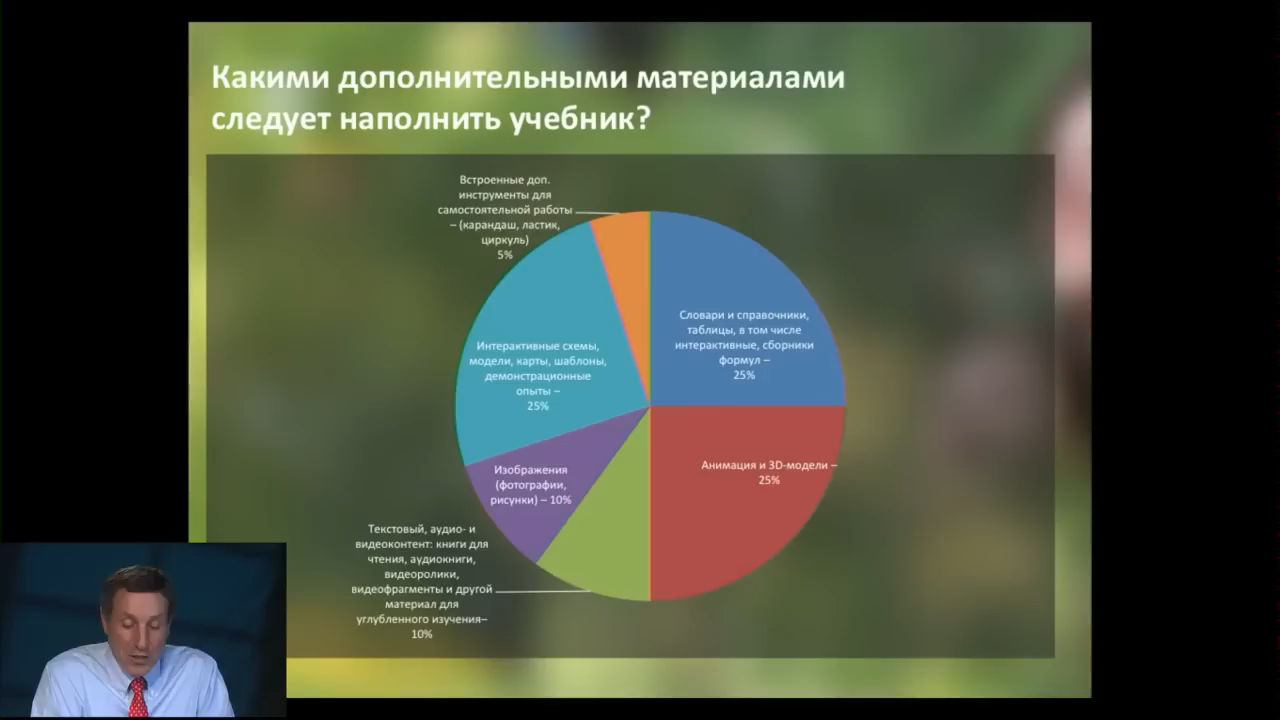 Какими дополнительными материалами
следует наполнить учебник?
Встроенные доп.
инструменты для
самостоятельной работы
– (карандаш, ластик,
циркуль)
5%
Словари и справочники,
таблицы, в том числе
интерактивные, сборники
формул –
25%
Интерактивные схемы,
модели, карты, шаблоны,
демонстрационные
опыты –
25%
Анимация и 3D-модели –
25%
Изображения
(фотографии,
рисунки) – 10%
Текстовый, аудио- и
видеоконтент: книги для
чтения, аудиокниги,
видеоролики,
видеофрагменты и другой
материал для
углубленного изучения–
10%